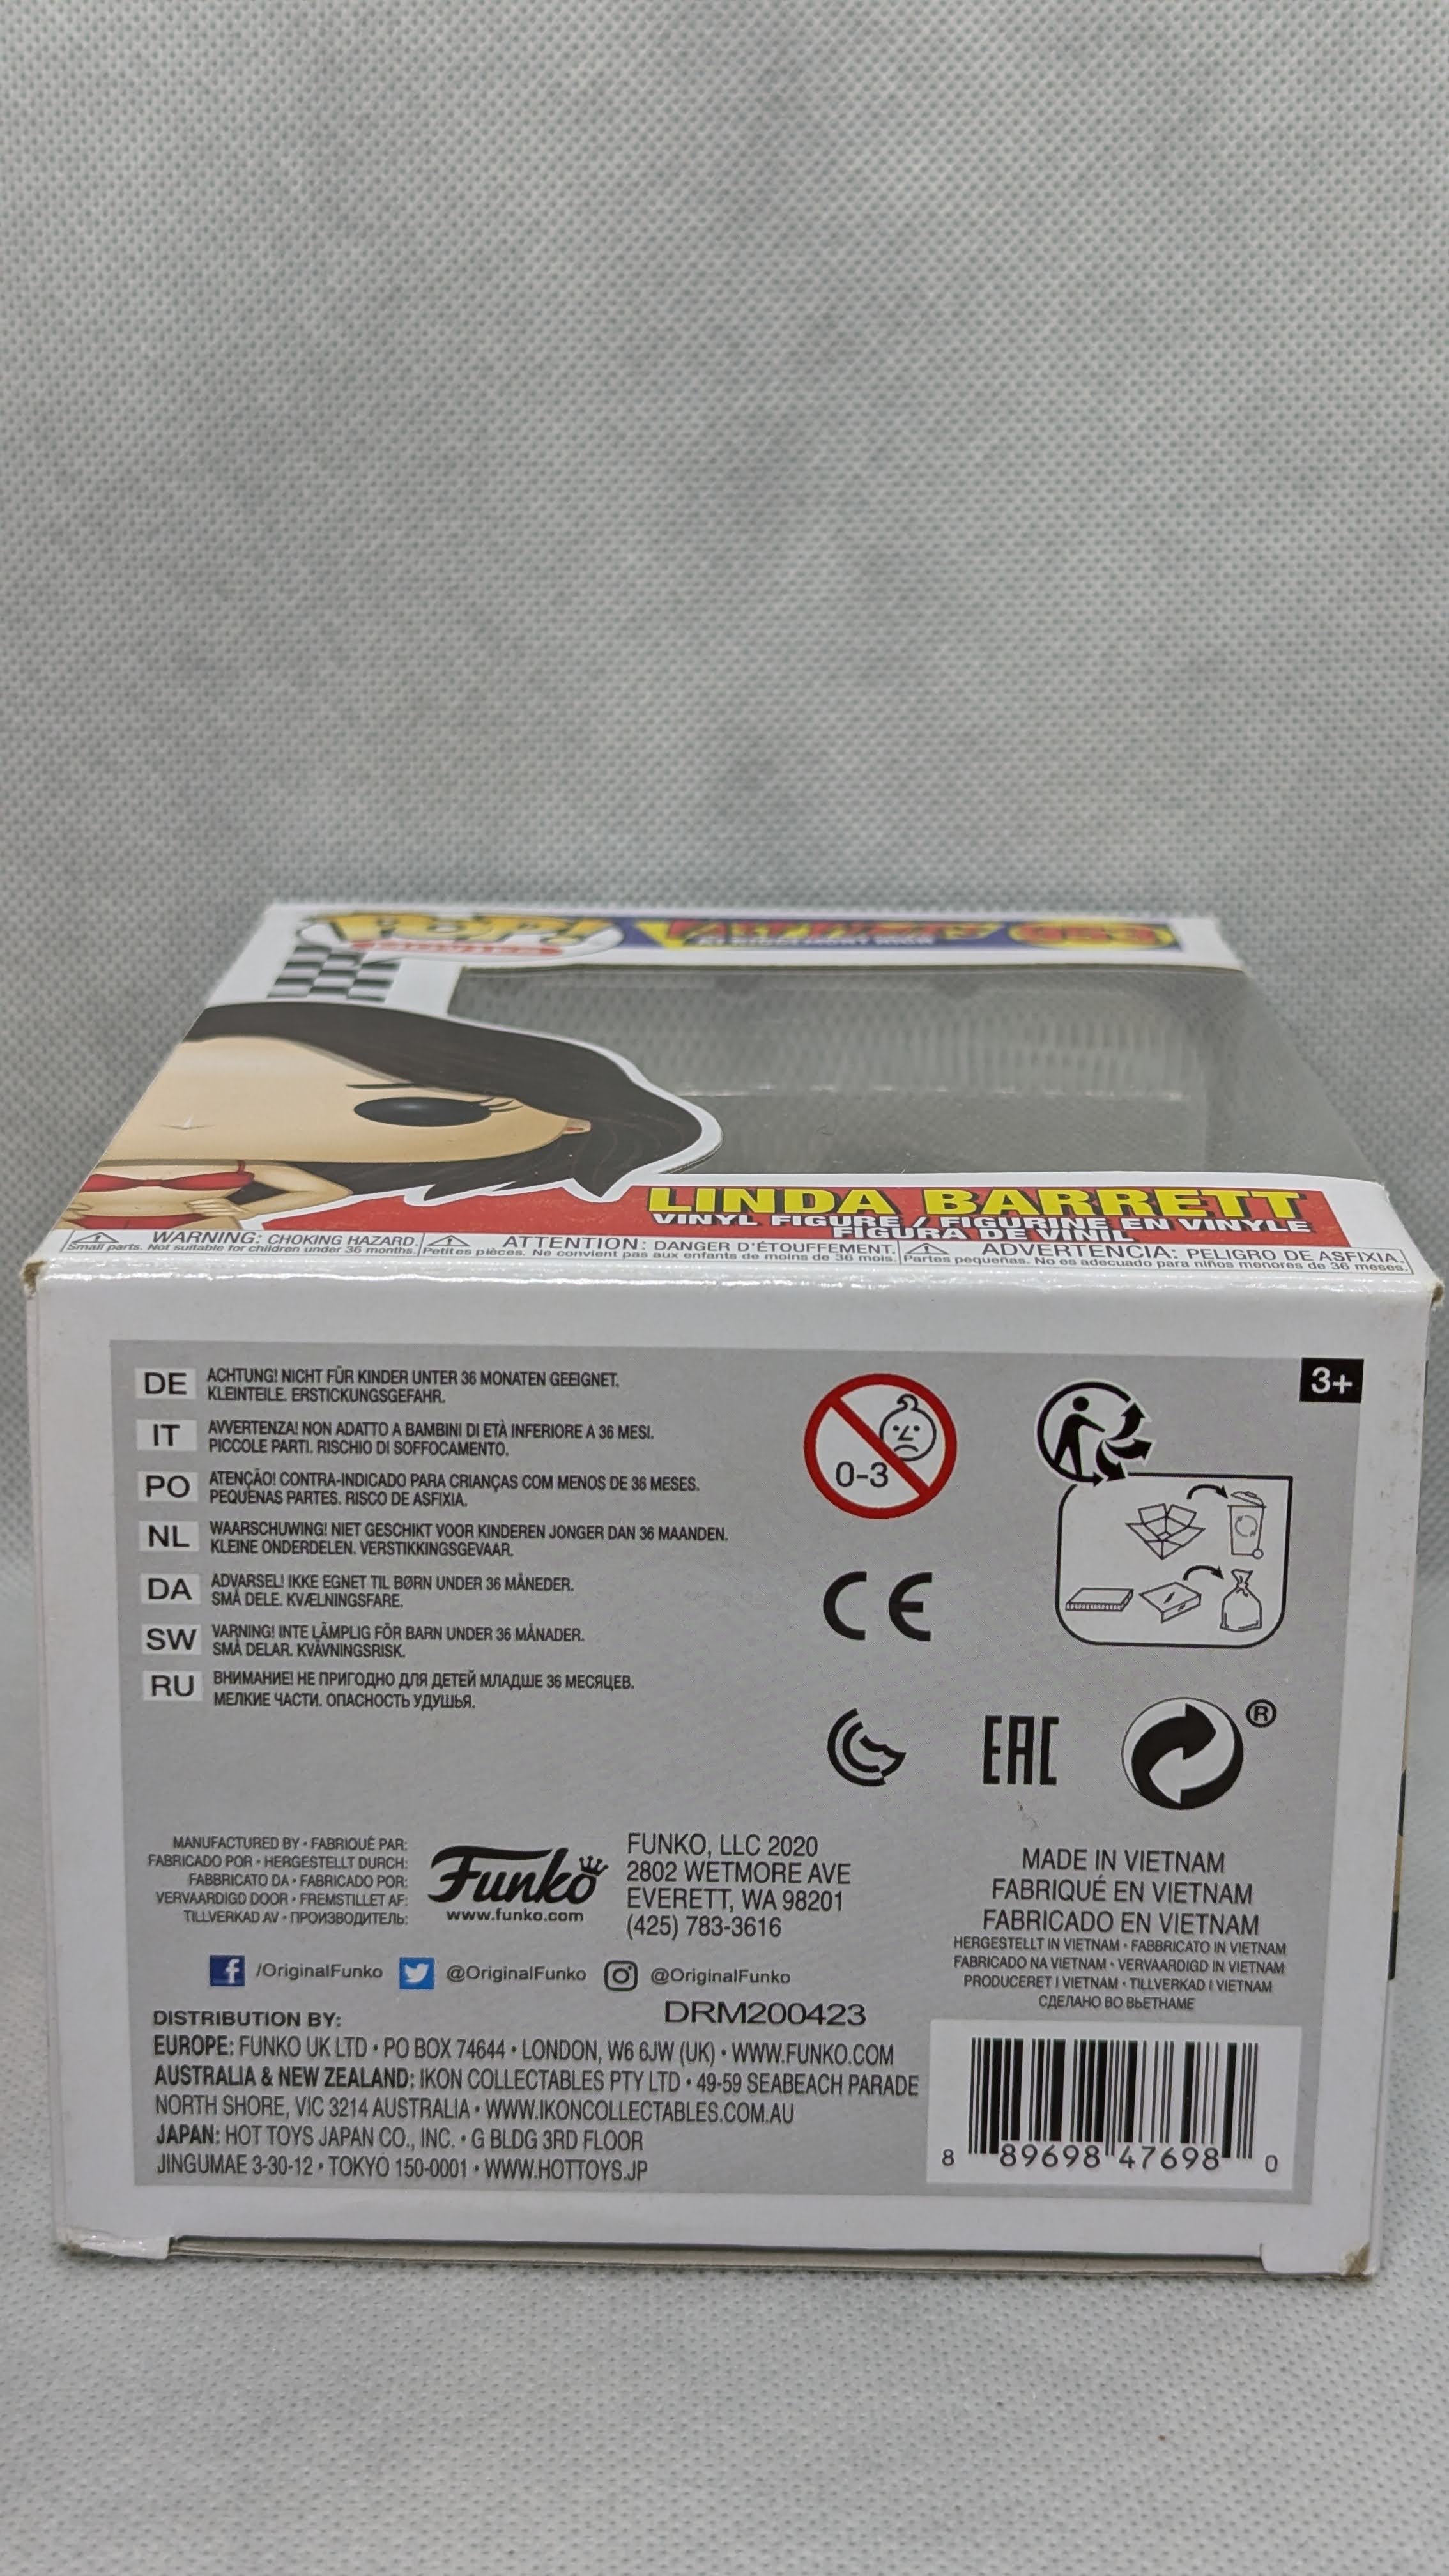 POP!
LINDA BARRETT
VINYL FIGURE / FIGURINE EN VINYLE
FIGURA DE VINIL
WARNING: CHOKING HAZARD.
Small parts. Not suitable for children under 36 months.
ATTENTION: DANGER D'ÉTOUFFEMENT.
Petites pièces. Ne convient pas aux enfants de moins de 36 mois.
ADVERTENCIA: PELIGRO DE ASFIXIA.
Partes pequeñas. No es adecuado para niños menores de 36 meses.
DE ACHTUNG! NICHT FÜR KINDER UNTER 36 MONATEN GEEIGNET.
KLEINTEILE. ERSTICKUNGSGEFAHR.
IT AVVERTENZA! NON ADATTO A BAMBINI DI ETÀ INFERIORE A 36 MESI.
PICCOLE PARTI. RISCHIO DI SOFFOCAMENTO.
PO ATENÇÃO! CONTRA-INDICADO PARA CRIANÇAS COM MENOS DE 36 MESES.
PEQUENAS PARTES. RISCO DE ASFIXIA.
NL WAARSCHUWING! NIET GESCHIKT VOOR KINDEREN JONGER DAN 36 MAANDEN.
KLEINE ONDERDELEN. VERSTIKKINGSGEVAAR.
DA ADVARSEL! IKKE EGNET TIL BØRN UNDER 36 MÅNEDER.
SMÅ DELE. KVÆLNINGSFARE.
SW VARNING! INTE LÄMPLIG FÖR BARN UNDER 36 MÅNADER.
SMÅ DELAR. KVÄVNINGSRISK.
RU ВНИМАНИЕ! НЕ ПРИГОДНО ДЛЯ ДЕТЕЙ МЛАДШЕ 36 МЕСЯЦЕВ.
МЕЛКИЕ ЧАСТИ. ОПАСНОСТЬ УДУШЬЯ.
0-3
3+
CE
EAC
®
MANUFACTURED BY • FABRIQUÉ PAR:
FABRICADO POR • HERGESTELLT DURCH:
FABBRICATO DA • FABRICADO POR:
VERVAARDIGD DOOR • FREMSTILLET AF:
TILLVERKAD AV • ПРОИЗВОДИТЕЛЬ:
Funko
www.funko.com
FUNKO, LLC 2020
2802 WETMORE AVE
EVERETT, WA 98201
(425) 783-3616
MADE IN VIETNAM
FABRIQUÉ EN VIETNAM
FABRICADO EN VIETNAM
HERGESTELLT IN VIETNAM • FABBRICATO IN VIETNAM
FABRICADO NA VIETNAM • VERVAARDIGD IN VIETNAM
PRODUCERET I VIETNAM • TILLVERKAD I VIETNAM
СДЕЛАНО ВО ВЬЕТНАМЕ
f /OriginalFunko @OriginalFunko @OriginalFunko
DRM200423
DISTRIBUTION BY:
EUROPE: FUNKO UK LTD • PO BOX 74644 • LONDON, W6 6JW (UK) • WWW.FUNKO.COM
AUSTRALIA & NEW ZEALAND: IKON COLLECTABLES PTY LTD • 49-59 SEABEACH PARADE
NORTH SHORE, VIC 3214 AUSTRALIA • WWW.IKONCOLLECTABLES.COM.AU
JAPAN: HOT TOYS JAPAN CO., INC. • G BLDG 3RD FLOOR
JINGUMAE 3-30-12 • TOKYO 150-0001 • WWW.HOTTOYS.JP
8 89698 47698 0